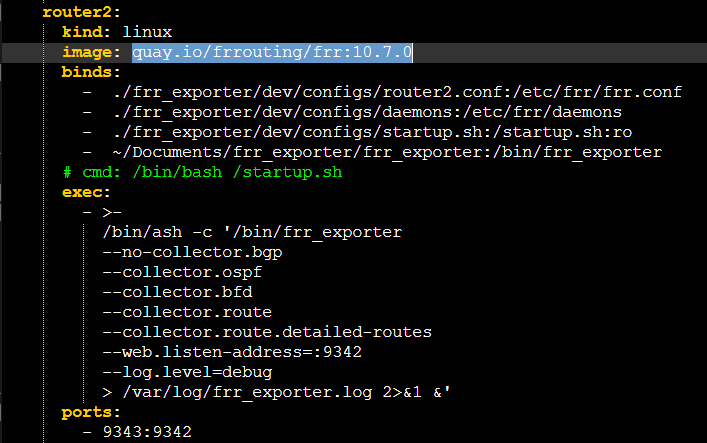 router2:
kind: linux
image: quay.io/frrouting/frr:10.7.0
binds:
- ./frr_exporter/dev/configs/router2.conf:/etc/frr/frr.conf
- ./frr_exporter/dev/configs/daemons:/etc/frr/daemons
- ./frr_exporter/dev/configs/startup.sh:/startup.sh:ro
- ~/Documents/frr_exporter/frr_exporter:/bin/frr_exporter
# cmd: /bin/bash /startup.sh
exec:
- >-
/bin/ash -c '/bin/frr_exporter
--no-collector.bgp
--collector.ospf
--collector.bfd
--collector.route
--collector.route.detailed-routes
--web.listen-address=:9342
--log.level=debug
> /var/log/frr_exporter.log 2>&1 &'
ports:
- 9343:9342